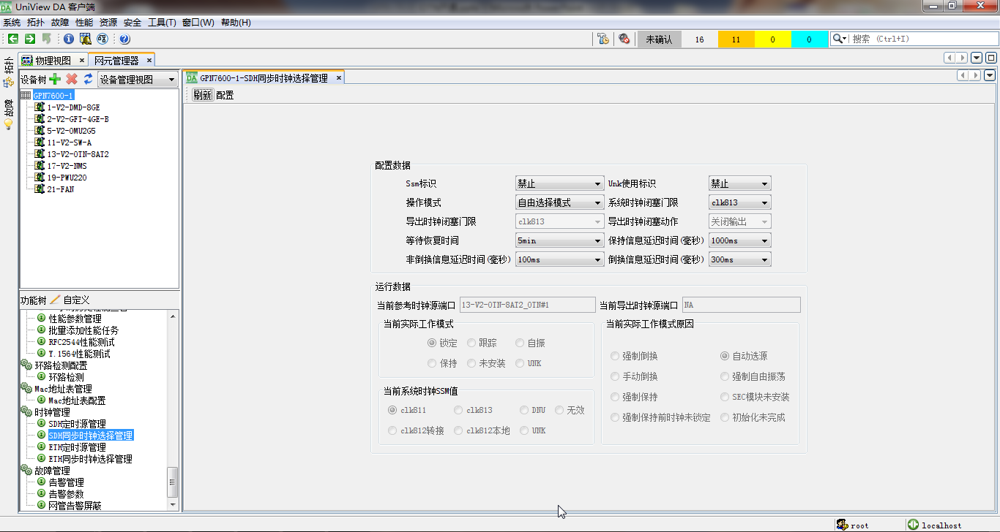 UniView DA 客户端
系统 拓扑 故障 性能 资源 安全 工具(T) 窗口(W) 帮助(H)
未确认 16 11 0 0 搜索 (Ctrl+I)
拓扑
故障
物理视图 网元管理器
设备树 设备管理视图
GPN7600-1
1-V2-DMD-8GE
2-V2-GFT-4GE-B
5-V2-OMU2G5
11-V2-SW-A
13-V2-OTN-8AT2
17-V2-NMS
19-PWU220
21-FAN
功能树 自定义
性能参数管理
批量添加性能任务
RFC2544性能测试
Y.1564性能测试
环路检测配置
环路检测
Mac地址表管理
Mac地址表配置
时钟管理
SDH定时源管理
SDH同步时钟选择管理
ETH定时源管理
ETH同步时钟选择管理
故障管理
告警管理
告警参数
网管告警屏蔽
GPN7600-1-SDH同步时钟选择管理
刷新 配置
配置数据
Ssm标识 禁止 Unk使用标识 禁止
操作模式 自由选择模式 系统时钟闭塞门限 clk813
导出时钟闭塞门限 clk813 导出时钟闭塞动作 关闭输出
等待恢复时间 5min 保持信息延迟时间(毫秒) 1000ms
非倒换信息延迟时间(毫秒) 100ms 倒换信息延迟时间(毫秒) 300ms
运行数据
当前参考时钟源端口 13-V2-OTN-8AT2_OTN#1 当前导出时钟源端口 NA
当前实际工作模式
锁定 跟踪 自振
保持 未安装 UNK
当前系统时钟SSM值
clk811 clk813 DNU 无效
clk812转接 clk812本地 UNK
当前实际工作模式原因
强制倒换 自动选源
手动倒换 强制自由振荡
强制保持 SEC模块未安装
强制保持前时钟未锁定 初始化未完成
root localhost